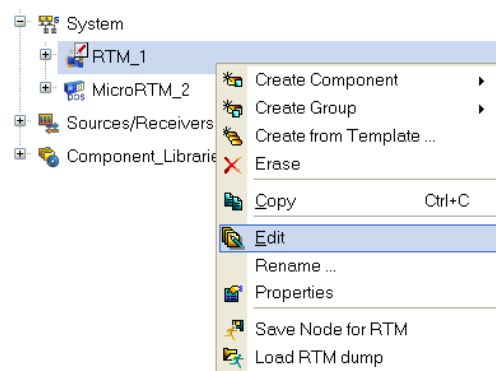 System
RTM_1
MicroRTM_2
Sources/Receivers
Component_Librarie
Create Component
Create Group
Create from Template ...
Erase
Copy Ctrl+C
Edit
Rename ...
Properties
Save Node for RTM
Load RTM dump